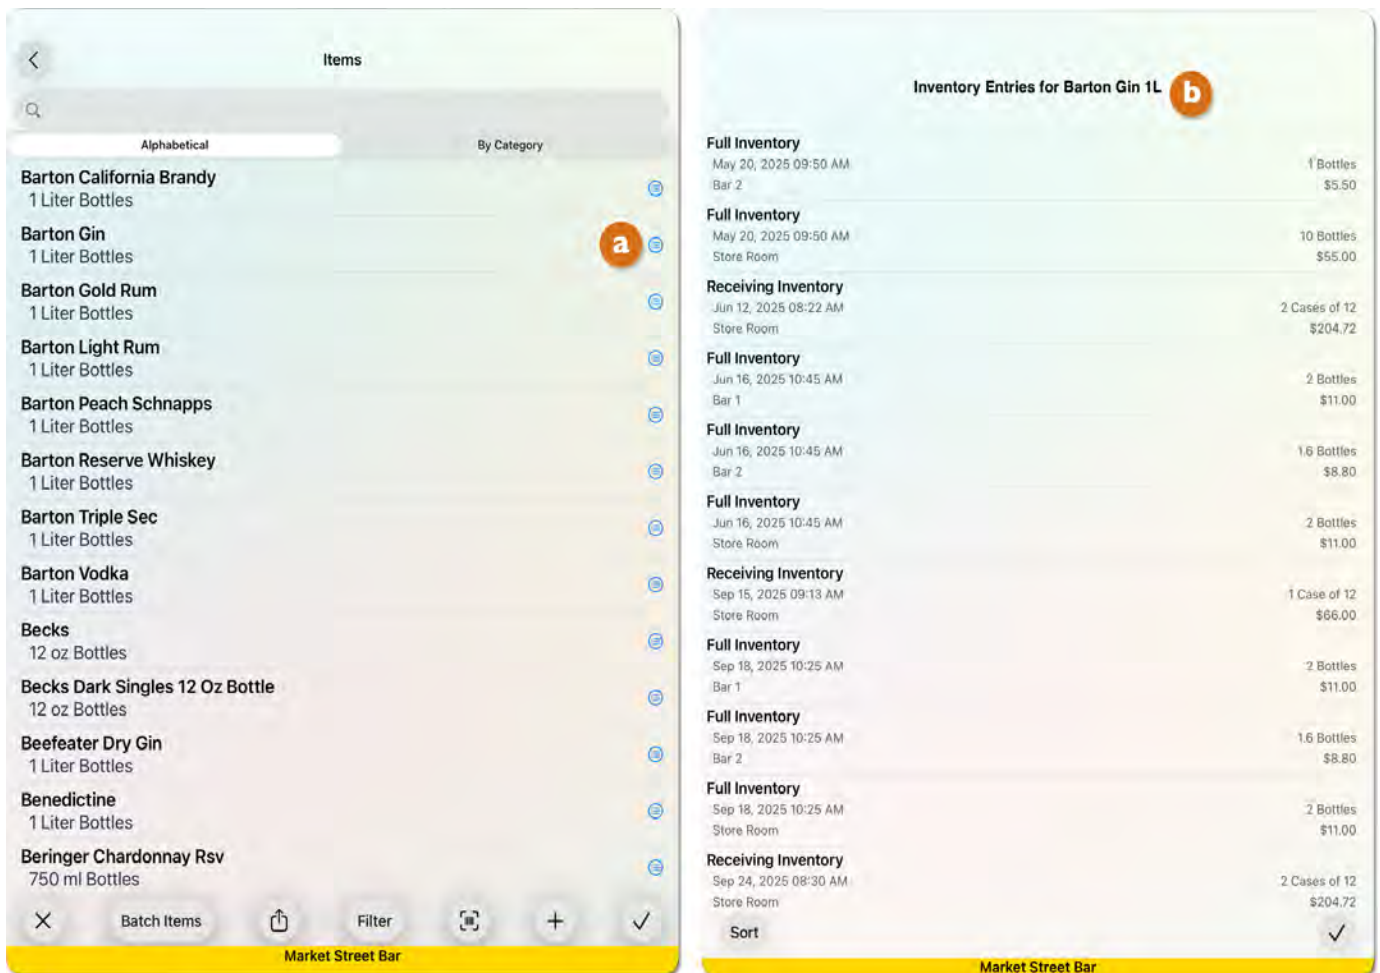 Items
Alphabetical
By Category
Barton California Brandy
1 Liter Bottles
Barton Gin
1 Liter Bottles
a
Barton Gold Rum
1 Liter Bottles
Barton Light Rum
1 Liter Bottles
Barton Peach Schnapps
1 Liter Bottles
Barton Reserve Whiskey
1 Liter Bottles
Barton Triple Sec
1 Liter Bottles
Barton Vodka
1 Liter Bottles
Becks
12 oz Bottles
Becks Dark Singles 12 Oz Bottle
12 oz Bottles
Beefeater Dry Gin
1 Liter Bottles
Benedictine
1 Liter Bottles
Beringer Chardonnay Rsv
750 ml Bottles
Batch Items
Filter
Market Street Bar
Inventory Entries for Barton Gin 1L
b
Full Inventory
May 20, 2025 09:50 AM
1 Bottles
Bar 2
$5.50
Full Inventory
May 20, 2025 09:50 AM
10 Bottles
Store Room
$55.00
Receiving Inventory
Jun 12, 2025 08:22 AM
2 Cases of 12
Store Room
$204.72
Full Inventory
Jun 16, 2025 10:45 AM
2 Bottles
Bar 1
$11.00
Full Inventory
Jun 16, 2025 10:45 AM
1.6 Bottles
Bar 2
$8.80
Full Inventory
Jun 16, 2025 10:45 AM
2 Bottles
Store Room
$11.00
Receiving Inventory
Sep 15, 2025 09:13 AM
1 Case of 12
Store Room
$66.00
Full Inventory
Sep 18, 2025 10:25 AM
2 Bottles
Bar 1
$11.00
Full Inventory
Sep 18, 2025 10:25 AM
1.6 Bottles
Bar 2
$8.80
Full Inventory
Sep 18, 2025 10:25 AM
2 Bottles
Store Room
$11.00
Receiving Inventory
Sep 24, 2025 08:30 AM
2 Cases of 12
Store Room
$204.72
Sort
Market Street Bar